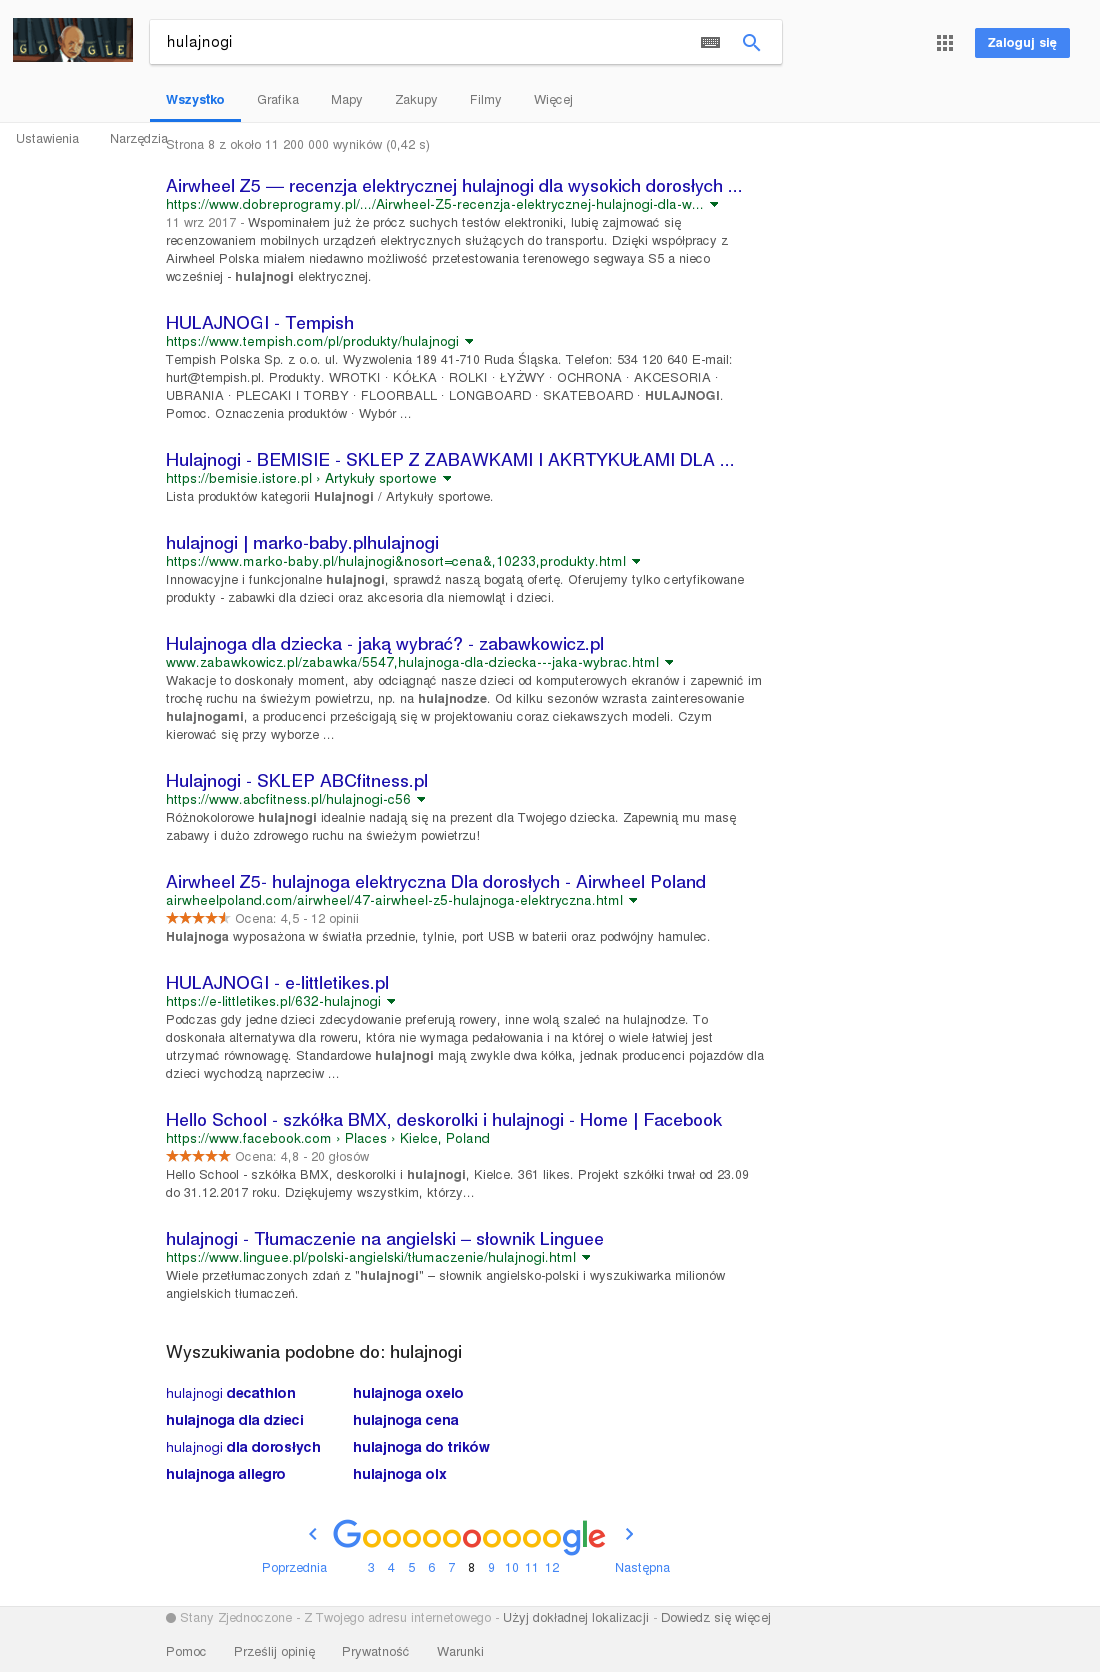 GOOGLE
hulajnogi
Zaloguj się
Wszystko Grafika Mapy Zakupy Filmy Więcej
Ustawienia Narzędzia
Strona 8 z około 11 200 000 wyników (0,42 s)
Airwheel Z5 — recenzja elektrycznej hulajnogi dla wysokich dorosłych ...
https://www.dobreprogramy.pl/.../Airwheel-Z5-recenzja-elektrycznej-hulajnogi-dla-w...
11 wrz 2017 - Wspominałem już że prócz suchych testów elektroniki, lubię zajmować się
recenzowaniem mobilnych urządzeń elektrycznych służących do transportu. Dzięki współpracy z
Airwheel Polska miałem niedawno możliwość przetestowania terenowego segwaya S5 a nieco
wcześniej - hulajnogi elektrycznej.
HULAJNOGI - Tempish
https://www.tempish.com/pl/produkty/hulajnogi
Tempish Polska Sp. z o.o. ul. Wyzwolenia 189 41-710 Ruda Śląska. Telefon: 534 120 640 E-mail:
hurt@tempish.pl. Produkty. WROTKI · KÓŁKA · ROLKI · ŁYŻWY · OCHRONA · AKCESORIA ·
UBRANIA · PLECAKI I TORBY · FLOORBALL · LONGBOARD · SKATEBOARD · HULAJNOGI.
Pomoc. Oznaczenia produktów · Wybór ...
Hulajnogi - BEMISIE - SKLEP Z ZABAWKAMI I AKRTYKUŁAMI DLA ...
https://bemisie.istore.pl › Artykuły sportowe
Lista produktów kategorii Hulajnogi / Artykuły sportowe.
hulajnogi | marko-baby.plhulajnogi
https://www.marko-baby.pl/hulajnogi&nosort=cena&,10233,produkty.html
Innowacyjne i funkcjonalne hulajnogi, sprawdź naszą bogatą ofertę. Oferujemy tylko certyfikowane
produkty - zabawki dla dzieci oraz akcesoria dla niemowląt i dzieci.
Hulajnoga dla dziecka - jaką wybrać? - zabawkowicz.pl
www.zabawkowicz.pl/zabawka/5547,hulajnoga-dla-dziecka---jaka-wybrac.html
Wakacje to doskonały moment, aby odciągnąć nasze dzieci od komputerowych ekranów i zapewnić im
trochę ruchu na świeżym powietrzu, np. na hulajnodze. Od kilku sezonów wzrasta zainteresowanie
hulajnogami, a producenci prześcigają się w projektowaniu coraz ciekawszych modeli. Czym
kierować się przy wyborze ...
Hulajnogi - SKLEP ABCfitness.pl
https://www.abcfitness.pl/hulajnogi-c56
Różnokolorowe hulajnogi idealnie nadają się na prezent dla Twojego dziecka. Zapewnią mu masę
zabawy i dużo zdrowego ruchu na świeżym powietrzu!
Airwheel Z5- hulajnoga elektryczna Dla dorosłych - Airwheel Poland
airwheelpoland.com/airwheel/47-airwheel-z5-hulajnoga-elektryczna.html
Ocena: 4,5 - 12 opinii
Hulajnoga wyposażona w światła przednie, tylnie, port USB w baterii oraz podwójny hamulec.
HULAJNOGI - e-littletikes.pl
https://e-littletikes.pl/632-hulajnogi
Podczas gdy jedne dzieci zdecydowanie preferują rowery, inne wolą szaleć na hulajnodze. To
doskonała alternatywa dla roweru, która nie wymaga pedałowania i na której o wiele łatwiej jest
utrzymać równowagę. Standardowe hulajnogi mają zwykle dwa kółka, jednak producenci pojazdów dla
dzieci wychodzą naprzeciw ...
Hello School - szkółka BMX, deskorolki i hulajnogi - Home | Facebook
https://www.facebook.com › Places › Kielce, Poland
Ocena: 4,8 - 20 głosów
Hello School - szkółka BMX, deskorolki i hulajnogi, Kielce. 361 likes. Projekt szkółki trwał od 23.09
do 31.12.2017 roku. Dziękujemy wszystkim, którzy...
hulajnogi - Tłumaczenie na angielski – słownik Linguee
https://www.linguee.pl/polski-angielski/tłumaczenie/hulajnogi.html
Wiele przetłumaczonych zdań z "hulajnogi" – słownik angielsko-polski i wyszukiwarka milionów
angielskich tłumaczeń.
Wyszukiwania podobne do: hulajnogi
hulajnogi decathlon hulajnoga oxelo
hulajnoga dla dzieci hulajnoga cena
hulajnogi dla dorosłych hulajnoga do trików
hulajnoga allegro hulajnoga olx
Goooooooooogle
Poprzednia 3 4 5 6 7 8 9 10 11 12 Następna
Stany Zjednoczone - Z Twojego adresu internetowego - Użyj dokładnej lokalizacji - Dowiedz się więcej
Pomoc Prześlij opinię Prywatność Warunki